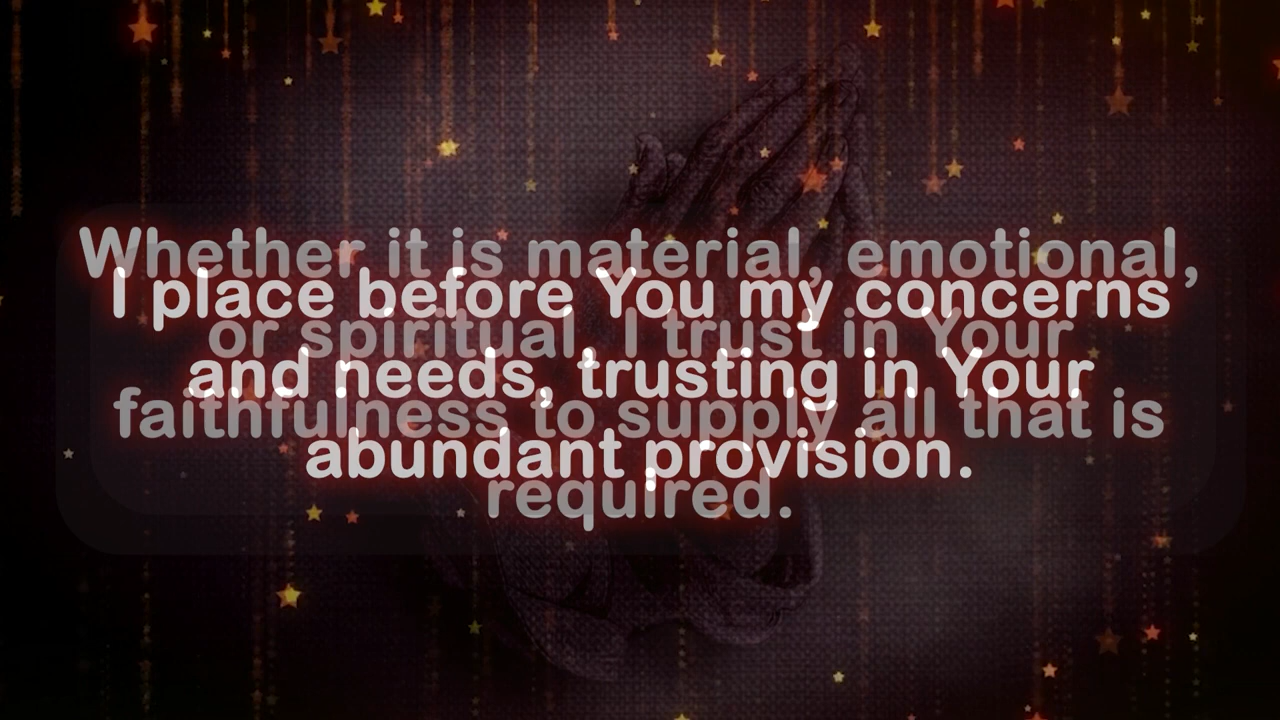 I place before You my concerns
and needs, trusting in Your
abundant provision.
Whether it is material, emotional,
or spiritual, I trust in Your
faithfulness to supply all that is
required.